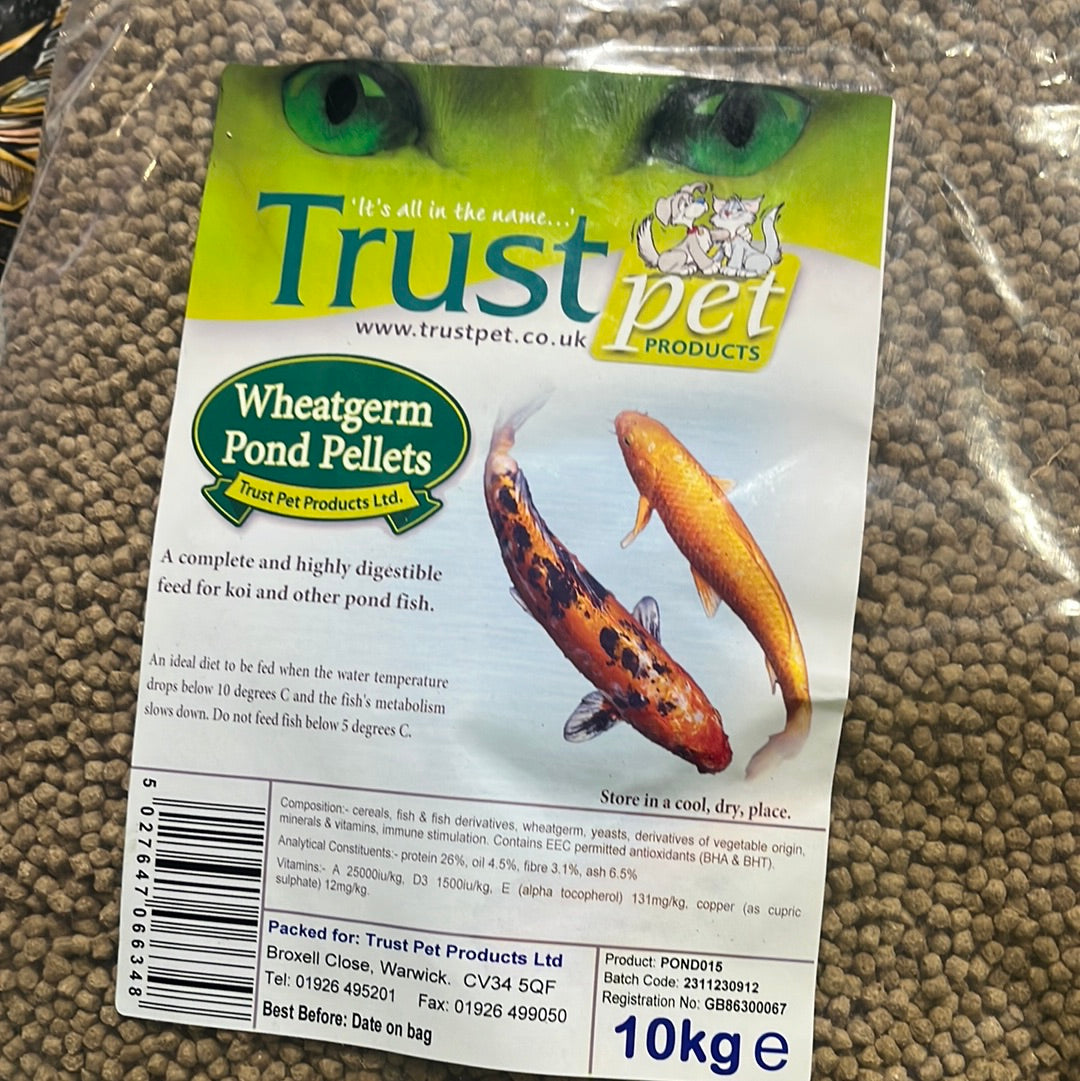 'It's all in the name...'
Trust
pet
PRODUCTS
www.trustpet.co.uk
Wheatgerm
Pond Pellets
Trust Pet Products Ltd.
A complete and highly digestible
feed for koi and other pond fish.
An ideal diet to be fed when the water temperature
drops below 10 degrees C and the fish's metabolism
slows down. Do not feed fish below 5 degrees C.
Store in a cool, dry, place.
5 027647 066348
Composition:- cereals, fish & fish derivatives, wheatgerm, yeasts, derivatives of vegetable origin,
minerals & vitamins, immune stimulation. Contains EEC permitted antioxidants (BHA & BHT).
Analytical Constituents:- protein 26%, oil 4.5%, fibre 3.1%, ash 6.5%
Vitamins:- A 25000iu/kg, D3 1500iu/kg, E (alpha tocopherol) 131mg/kg, copper (as cupric
sulphate) 12mg/kg.
Packed for: Trust Pet Products Ltd
Broxell Close, Warwick. CV34 5QF
Tel: 01926 495201 Fax: 01926 499050
Best Before: Date on bag
Product: POND015
Batch Code: 2311230912
Registration No: GB86300067
10kg e